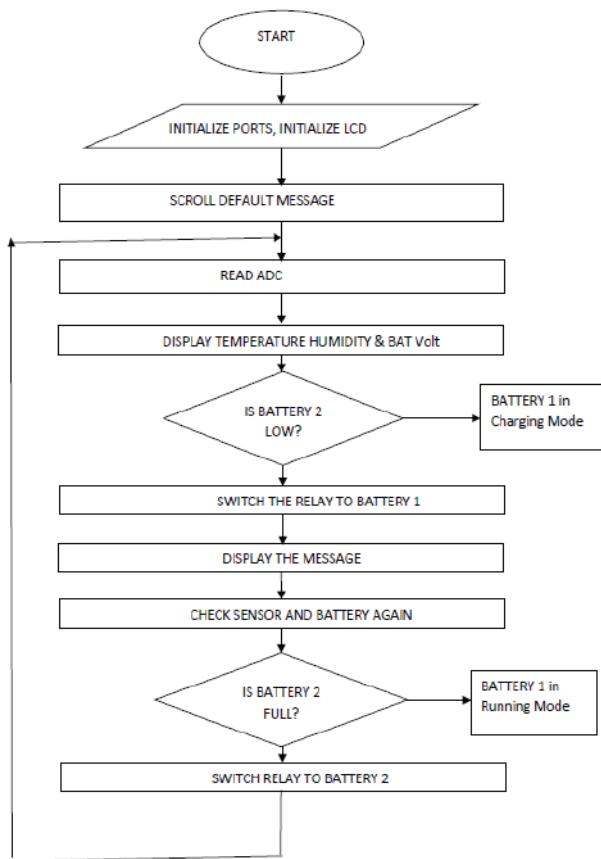 START
INITIALIZE PORTS, INITIALIZE LCD
SCROLL DEFAULT MESSAGE
READ ADC
DISPLAY TEMPERATURE HUMIDITY & BAT Volt
IS BATTERY 2
LOW?
BATTERY 1 in
Charging Mode
SWITCH THE RELAY TO BATTERY 1
DISPLAY THE MESSAGE
CHECK SENSOR AND BATTERY AGAIN
IS BATTERY 2
FULL?
BATTERY 1 in
Running Mode
SWITCH RELAY TO BATTERY 2